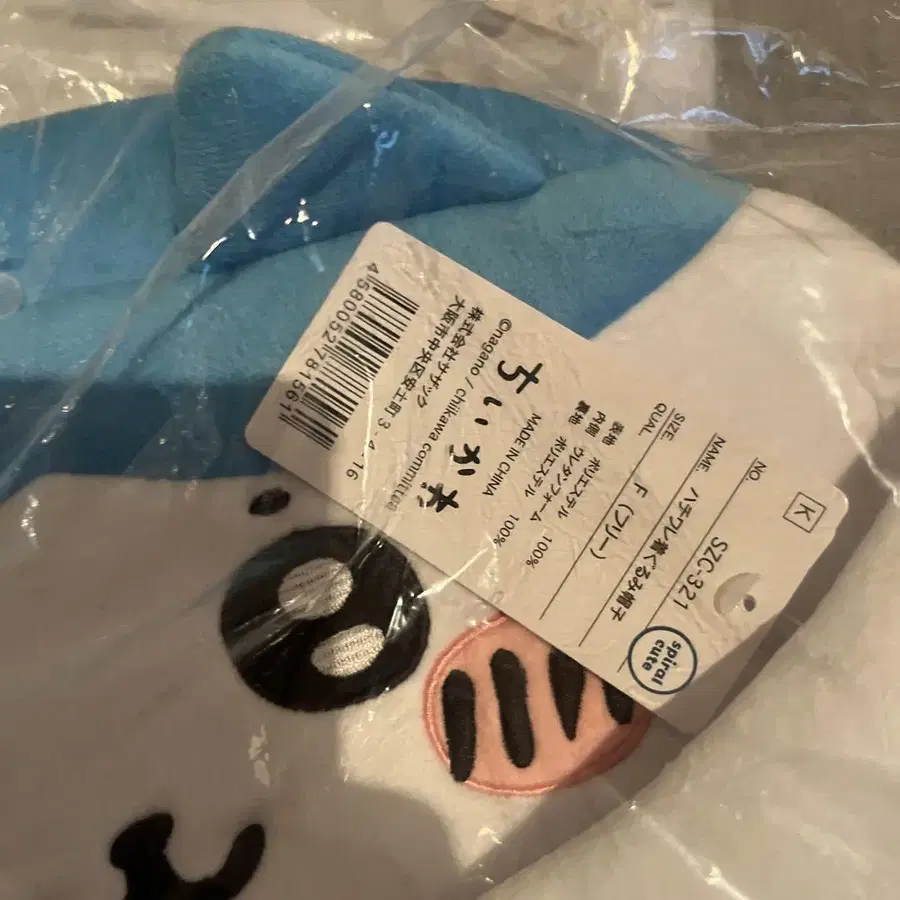 K
NO. SZC-321
NAME. ハチワレ着ぐるみ帽子
SIZE F (フリー)
QUAL.
表地 ポリエステル 100%
内側 ウレタンフォーム
裏地 ポリエステル 100%
MADE IN CHINA
ちいかわ
©nagano / chiikawa committee
株式会社サザック
大阪市中央区安土町3-4-16
4580052781561
spiral
cute